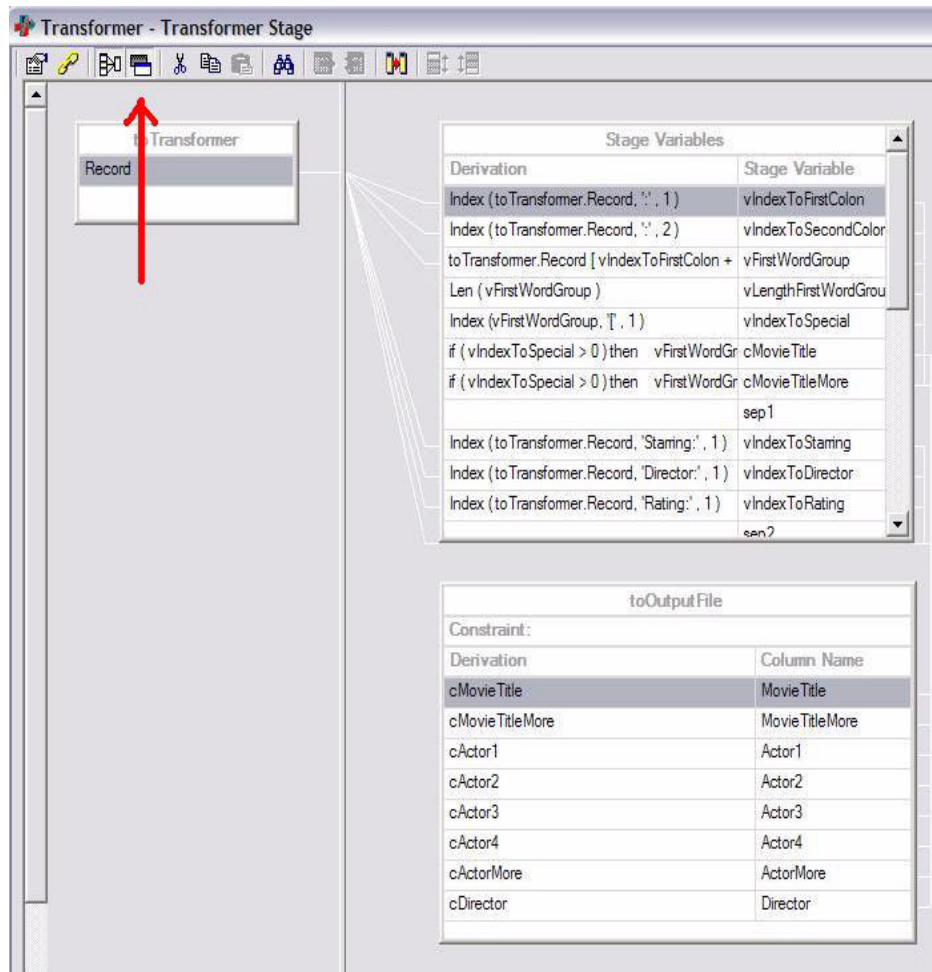 Transformer - Transformer Stage
toTransformer
Record
Stage Variables
Derivation Stage Variable
Index ( toTransformer.Record, ':' , 1 ) vIndexToFirstColon
Index ( toTransformer.Record, ':' , 2 ) vIndexToSecondColon
toTransformer.Record [ vIndexToFirstColon + vFirstWordGroup
Len ( vFirstWordGroup ) vLengthFirstWordGrou
Index (vFirstWordGroup, '[' , 1 ) vIndexToSpecial
if ( vIndexToSpecial > 0 ) then vFirstWordGr cMovieTitle
if ( vIndexToSpecial > 0 ) then vFirstWordGr cMovieTitleMore
sep1
Index ( toTransformer.Record, 'Starring:' , 1 ) vIndexToStarring
Index ( toTransformer.Record, 'Director:' , 1 ) vIndexToDirector
Index ( toTransformer.Record, 'Rating:' , 1 ) vIndexToRating
sep2
toOutputFile
Constraint:
Derivation Column Name
cMovieTitle MovieTitle
cMovieTitleMore MovieTitleMore
cActor1 Actor1
cActor2 Actor2
cActor3 Actor3
cActor4 Actor4
cActorMore ActorMore
cDirector Director